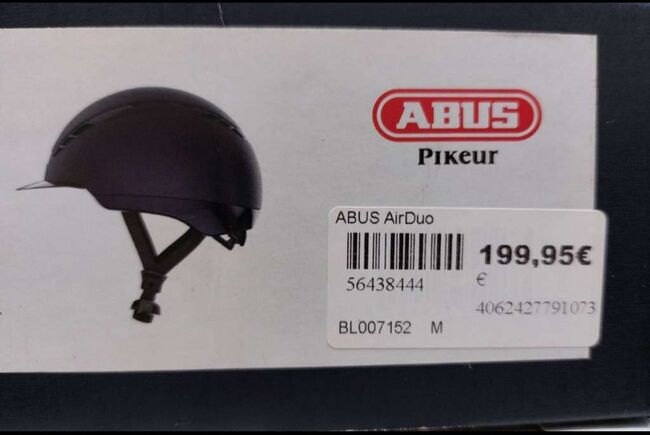 ABUS
PIKeur
ABUS AirDuo
199,95€
€
56438444
4062427791073
BL007152 M